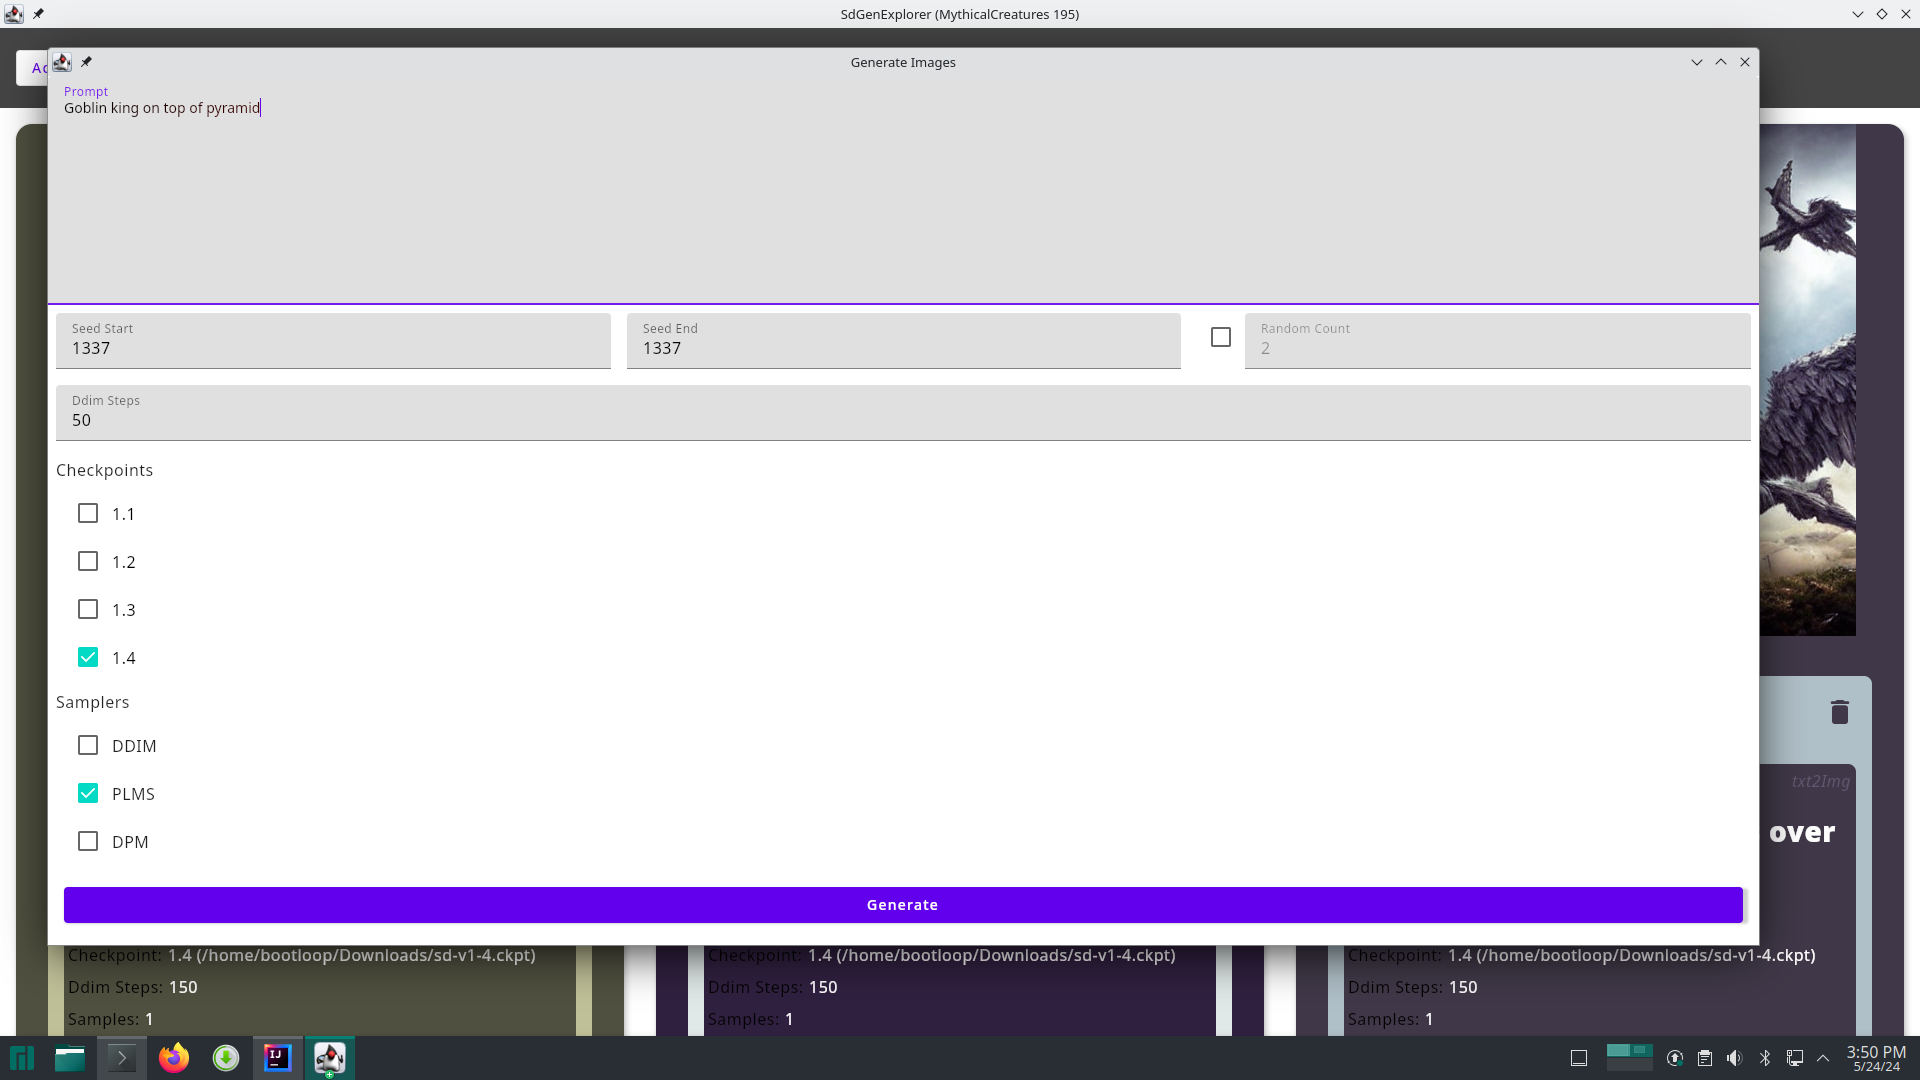 SdGenExplorer (MythicalCreatures 195)
Generate Images
Prompt
Goblin king on top of pyramid
Seed Start
1337
Seed End
1337
Random Count
2
Ddim Steps
50
Checkpoints
1.1
1.2
1.3
1.4
Samplers
DDIM
PLMS
DPM
txt2Img
over
Generate
Checkpoint: 1.4 (/home/bootloop/Downloads/sd-v1-4.ckpt)
Ddim Steps: 150
Samples: 1
Checkpoint: 1.4 (/home/bootloop/Downloads/sd-v1-4.ckpt)
Ddim Steps: 150
Samples: 1
Checkpoint: 1.4 (/home/bootloop/Downloads/sd-v1-4.ckpt)
Ddim Steps: 150
Samples: 1
IJ
3:50 PM
5/24/24